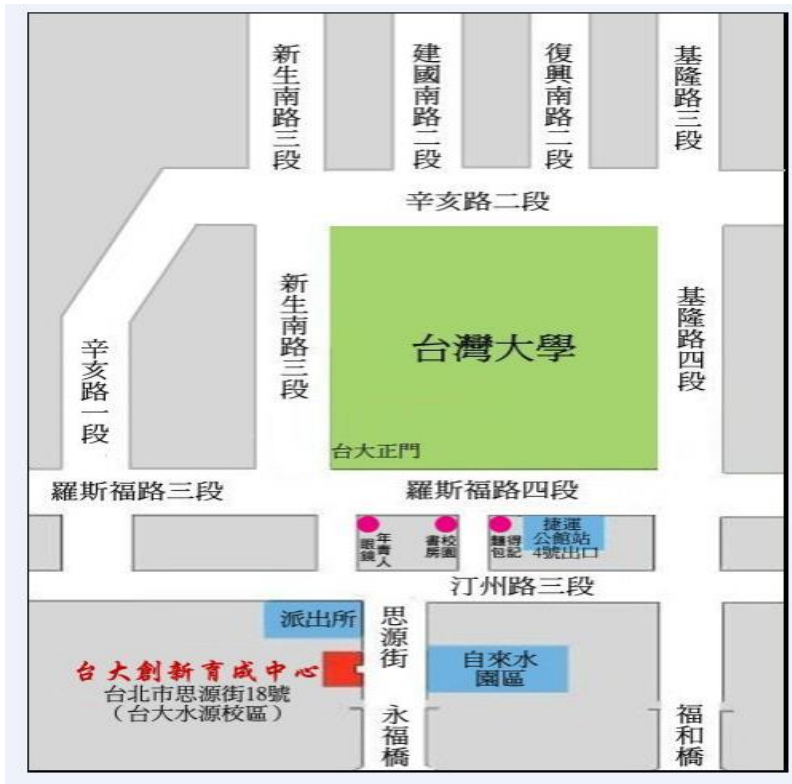 新生南路三段
建國南路二段
復興南路二段
基隆路三段
辛亥路二段
新生南路三段
台灣大學
基隆路四段
辛亥路一段
台大正門
羅斯福路三段
羅斯福路四段
年青人
眼鏡
校園
書房
得記
麵包
捷運
公館站
4號出口
汀州路三段
派出所
思源街
自來水
園區
台大創新育成中心
台北市思源街18號
（台大水源校區）
永福橋
福和橋